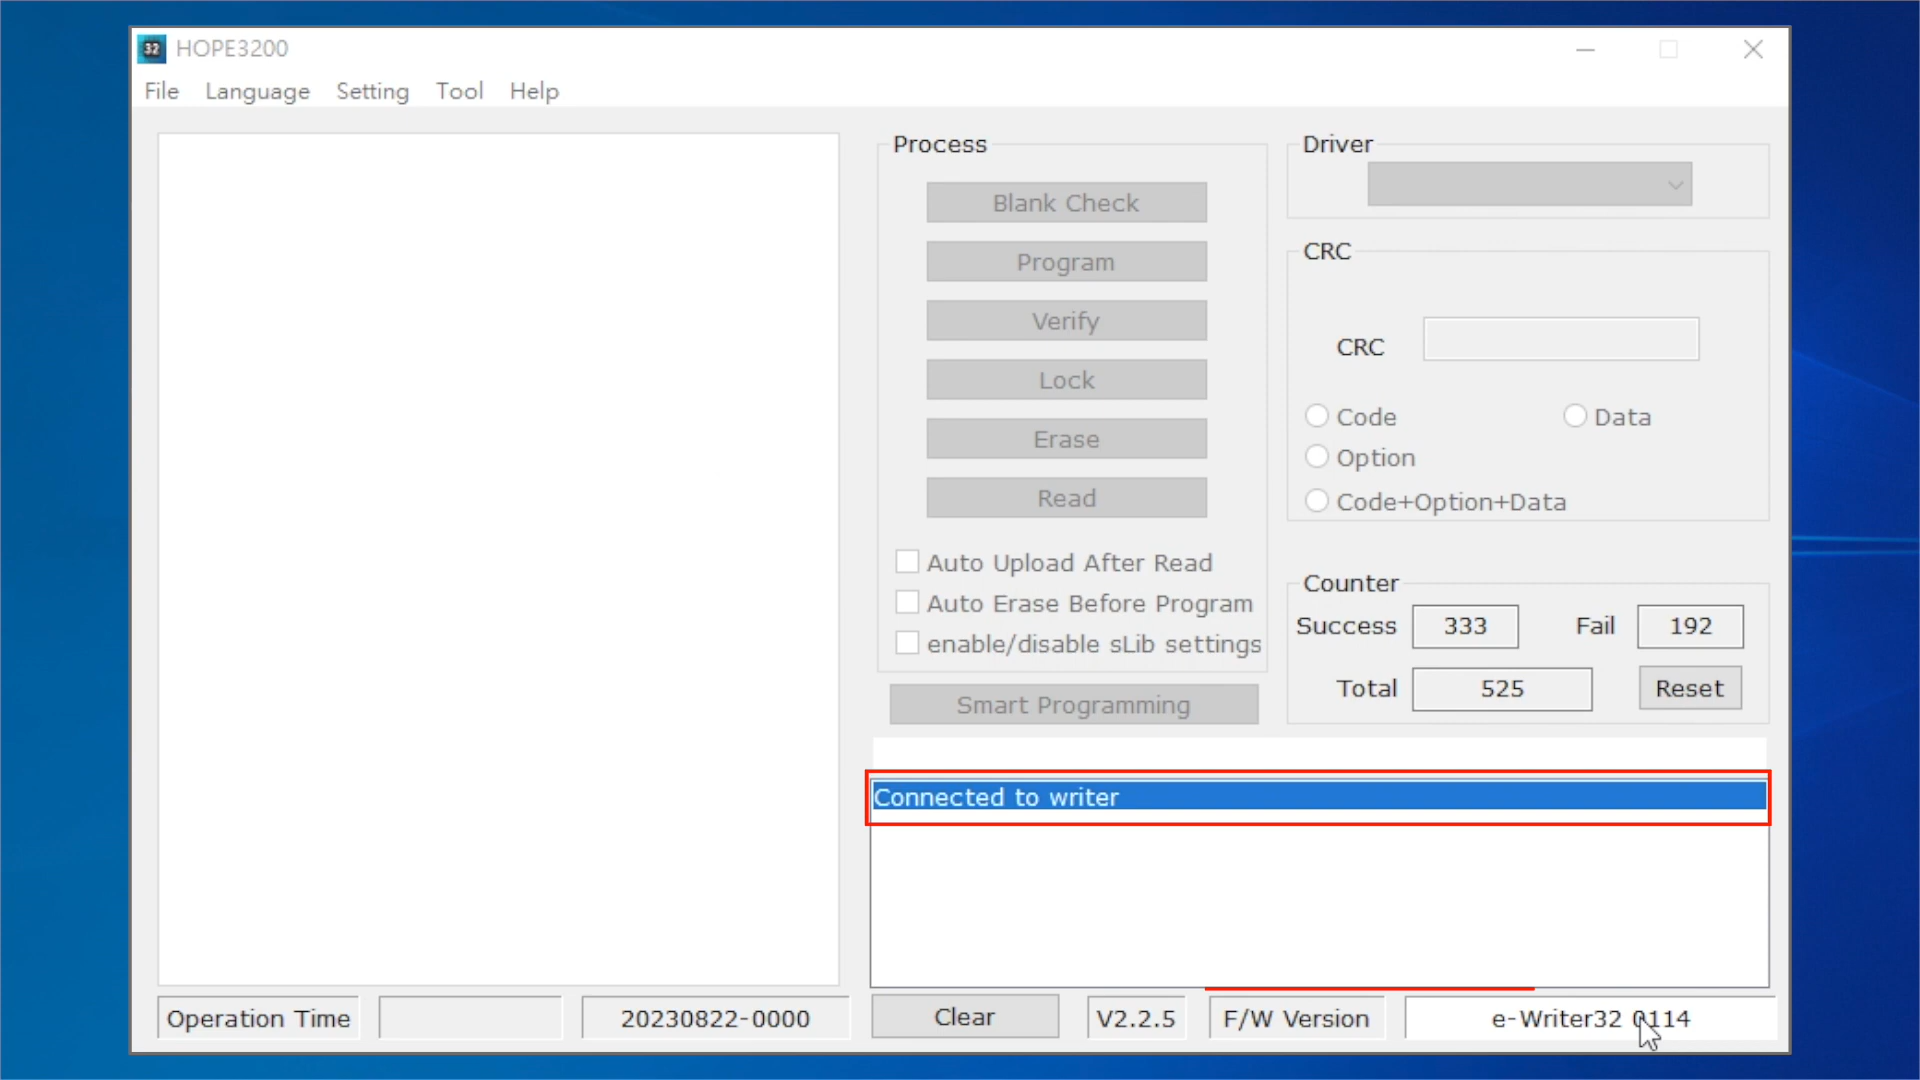 32 HOPE3200
File Language Setting Tool Help
Process
Blank Check
Program
Verify
Lock
Erase
Read
Auto Upload After Read
Auto Erase Before Program
enable/disable sLib settings
Smart Programming
Driver
CRC
CRC
Code Data
Option
Code+Option+Data
Counter
Success 333 Fail 192
Total 525 Reset
Connected to writer
Operation Time 20230822-0000 Clear V2.2.5 F/W Version e-Writer32 0114